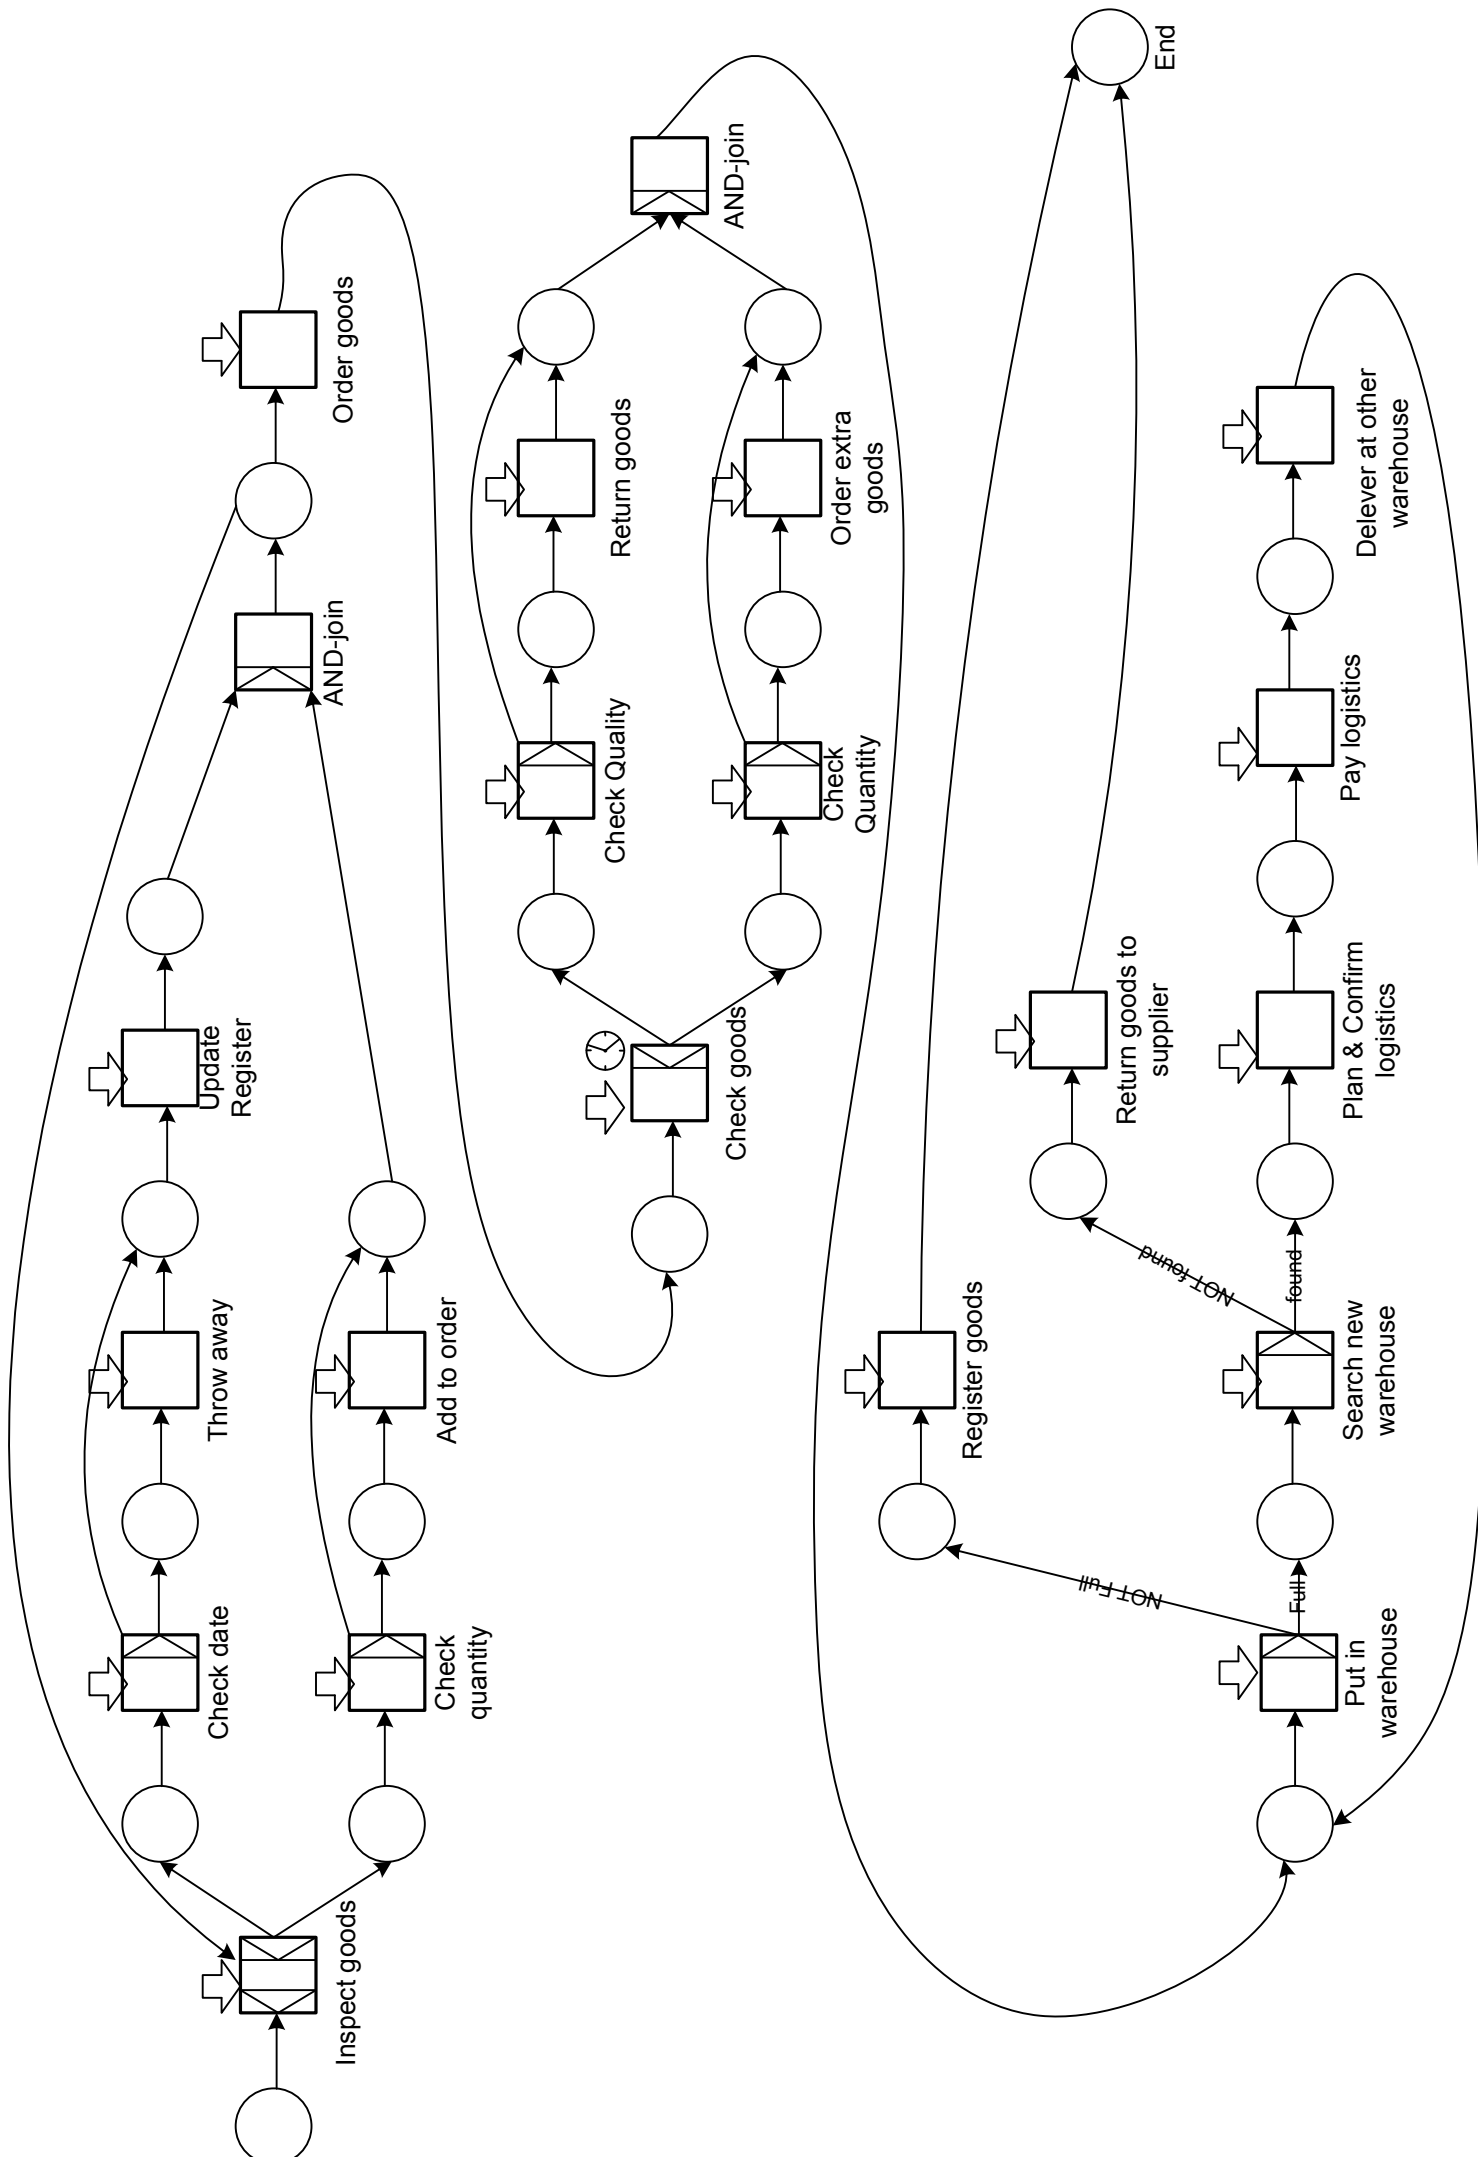 Inspect goods
Check date
Throw away
Update
Register
Check
quantity
Add to order
AND-join
Order goods
Check goods
Check Quality
Return goods
Check
Quantity
Order extra
goods
AND-join
Put in
warehouse
NOT Full
Full
Register goods
Search new
warehouse
NOT found
found
Return goods to
supplier
Plan & Confirm
logistics
Pay logistics
Delever at other
warehouse
End